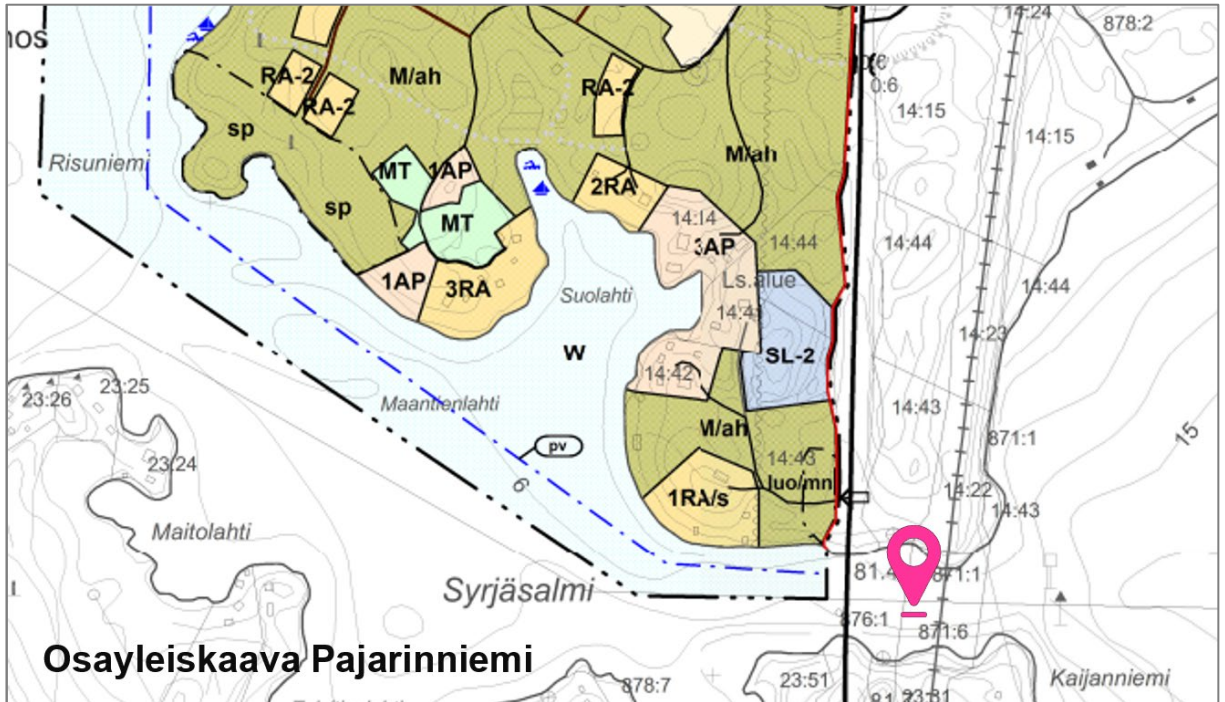 14:24
878:2
RA-2
M/ah
RA-2
RA-2
0:6
14:15
sp
14:15
Risuniemi
M/ah
MT
1AP
2RA
sp
MT
14:14
3AP
14:44
14:44
1AP
3RA
Suolahti
Ls.alue
14:44
14:41
14:23
W
SL-2
14:42
23:25
23:26
Maantienlahti
14:43
M/ah
871:1
15
pv
23:24
14:43
luo/mn
6
1RA/s
14:22
14:43
Maitolahti
871:1
Syrjäsalmi
876:1
871:6
Osayleiskaava Pajarinniemi
878:7
23:51
Kaijanniemi
23:31